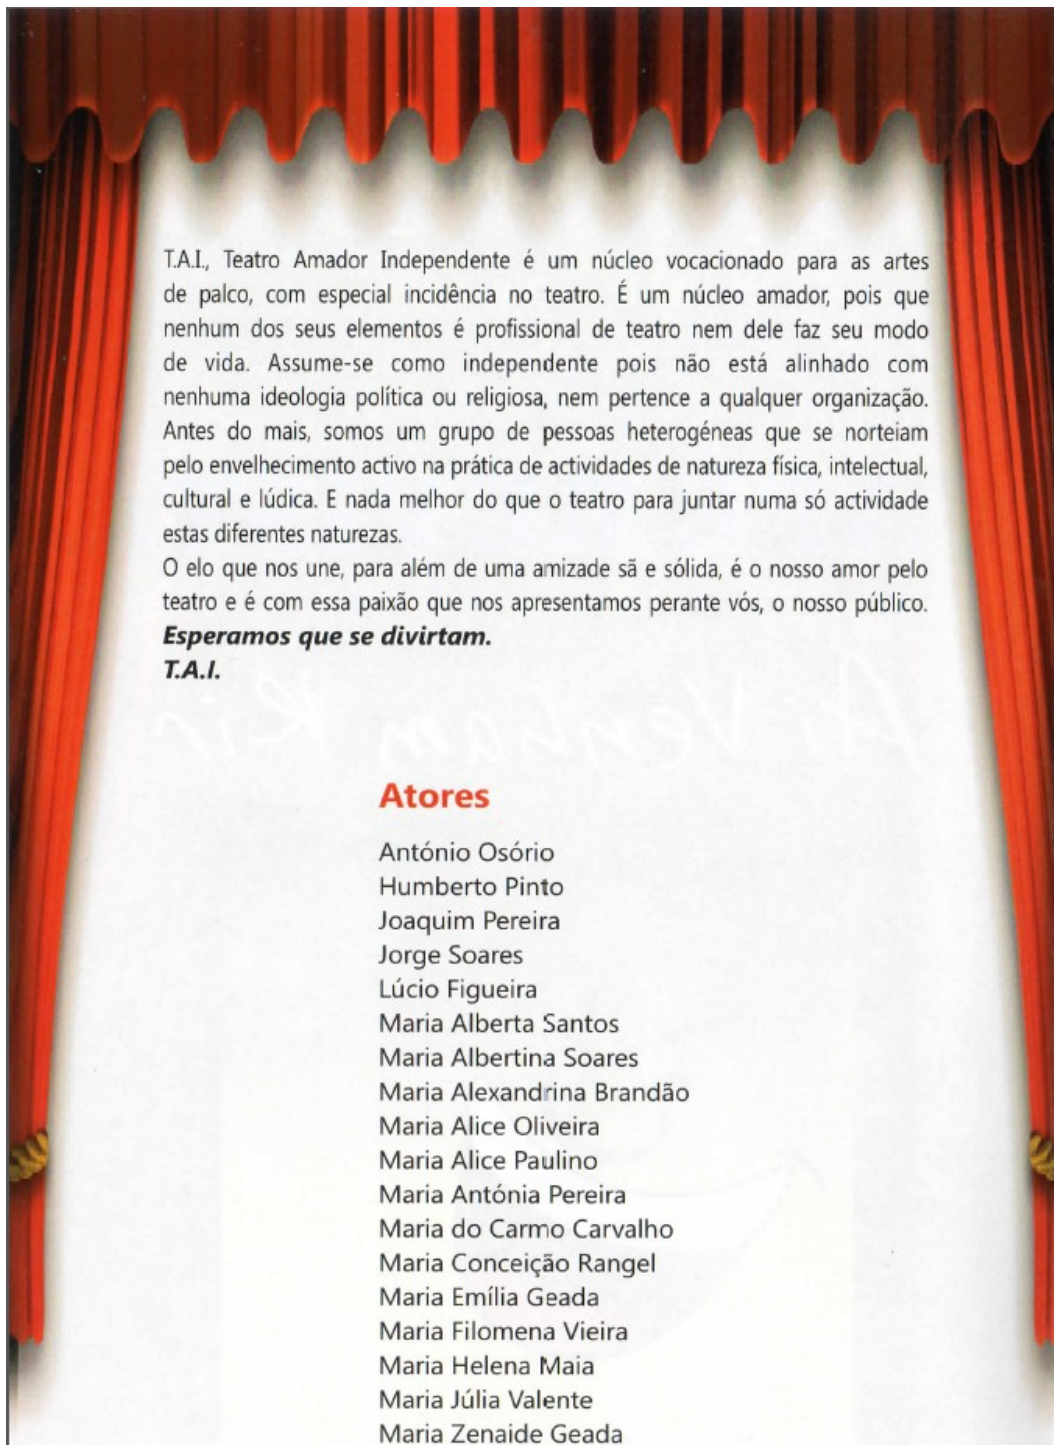 T.A.I., Teatro Amador Independente é um núcleo vocacionado para as artes
de palco, com especial incidência no teatro. É um núcleo amador, pois que
nenhum dos seus elementos é profissional de teatro nem dele faz seu modo
de vida. Assume-se como independente pois não está alinhado com
nenhuma ideologia política ou religiosa, nem pertence a qualquer organização.
Antes do mais, somos um grupo de pessoas heterogéneas que se norteiam
pelo envelhecimento activo na prática de actividades de natureza física, intelectual,
cultural e lúdica. E nada melhor do que o teatro para juntar numa só actividade
estas diferentes naturezas.
O elo que nos une, para além de uma amizade sã e sólida, é o nosso amor pelo
teatro e é com essa paixão que nos apresentamos perante vós, o nosso público.
Esperamos que se divirtam.
T.A.I.
Atores
António Osório
Humberto Pinto
Joaquim Pereira
Jorge Soares
Lúcio Figueira
Maria Alberta Santos
Maria Albertina Soares
Maria Alexandrina Brandão
Maria Alice Oliveira
Maria Alice Paulino
Maria Antónia Pereira
Maria do Carmo Carvalho
Maria Conceição Rangel
Maria Emília Geada
Maria Filomena Vieira
Maria Helena Maia
Maria Júlia Valente
Maria Zenaide Geada